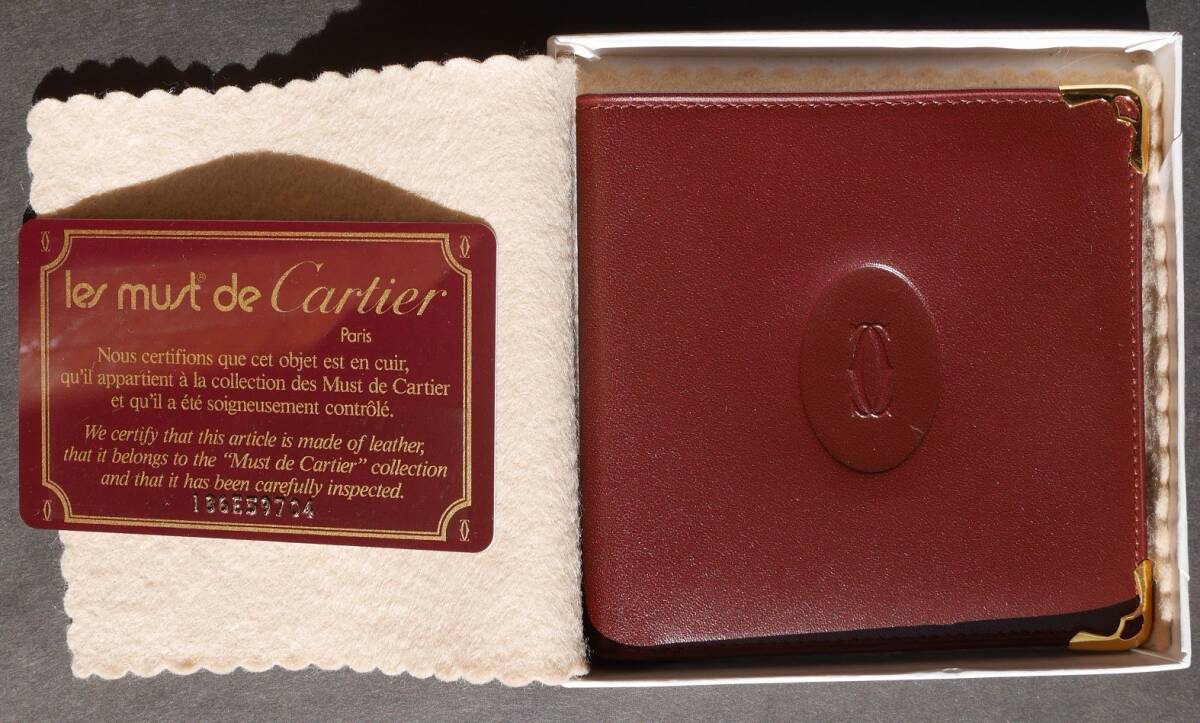 les must® de Cartier
Paris
Nous certifions que cet objet est en cuir,
qu'il appartient à la collection des Must de Cartier
et qu'il a été soigneusement contrôlé.
We certify that this article is made of leather,
that it belongs to the "Must de Cartier" collection
and that it has been carefully inspected.
186E59704